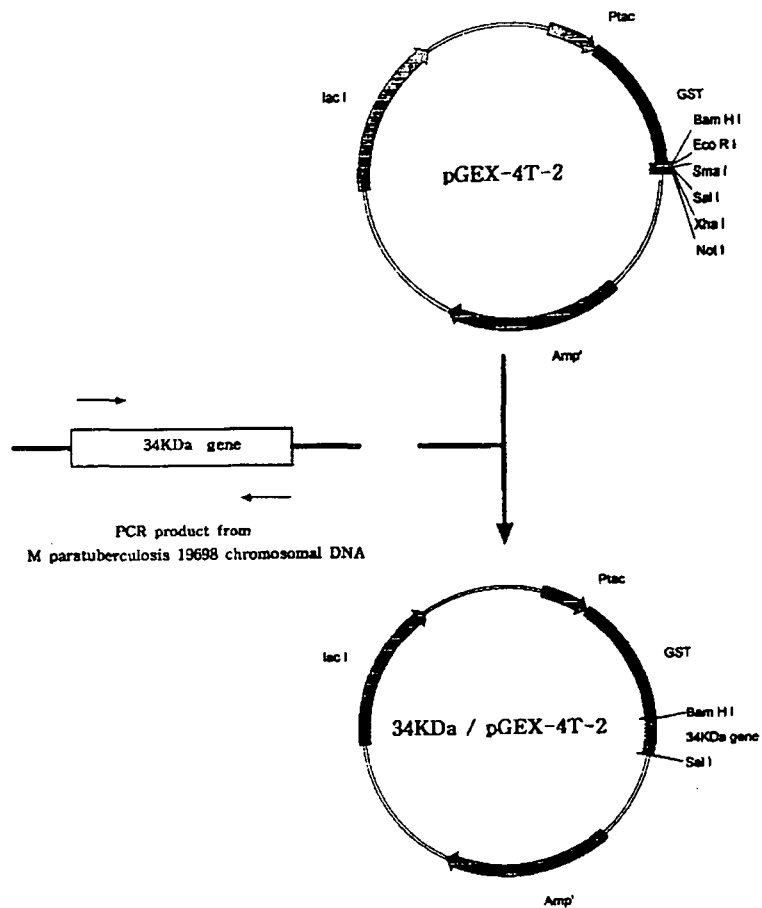 Ptac
lac I
GST
pGEX-4T-2
Bam H I
Eco R I
Sma I
Sal I
Xho I
Not I
Amp'
34KDa gene
PCR product from
M paratuberculosis 19698 chromosomal DNA
Ptac
lac I
GST
34KDa / pGEX-4T-2
Bam H I
34KDa gene
Sal I
Amp'